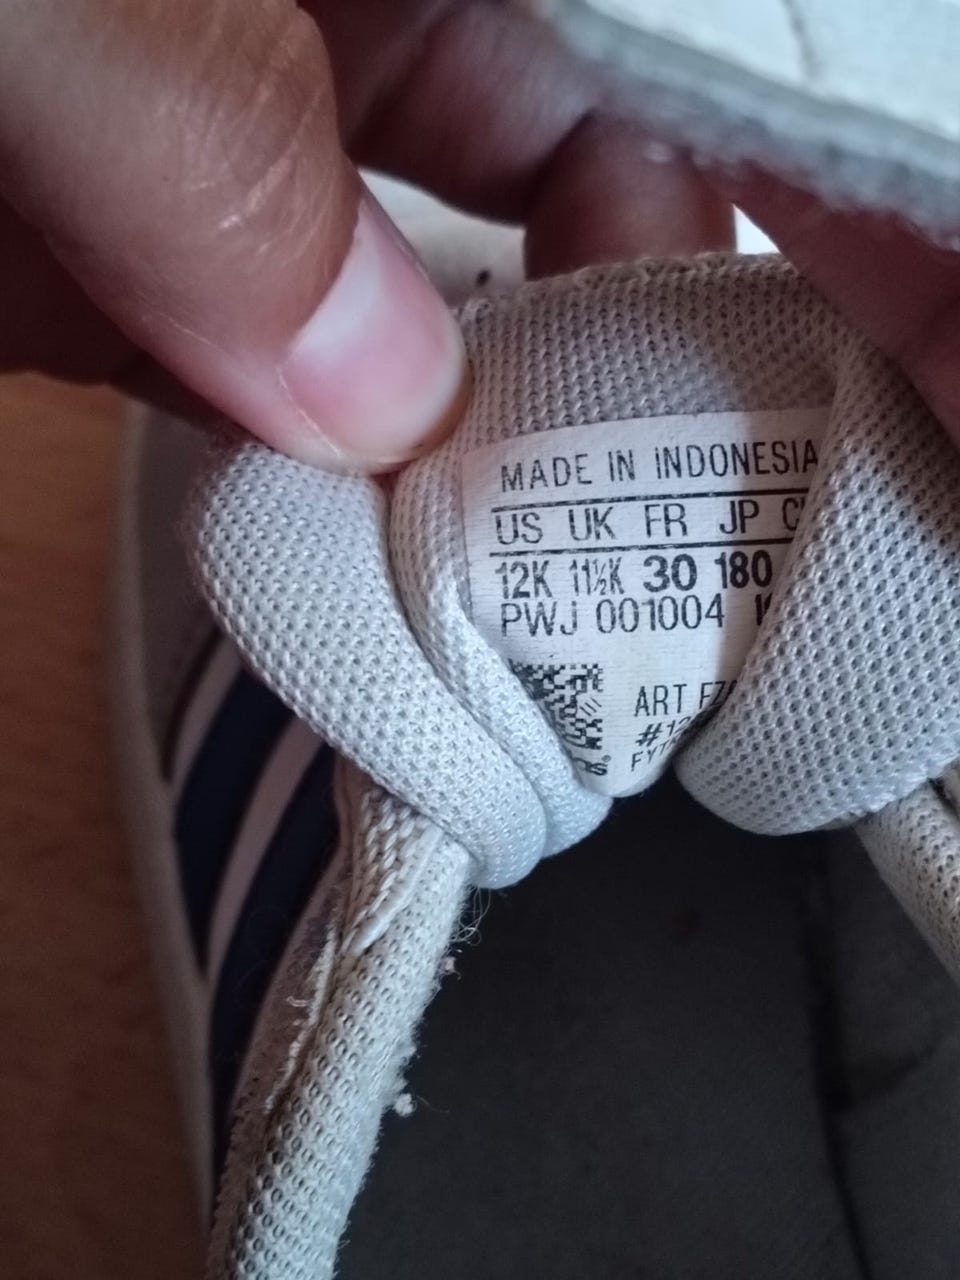 MADE IN INDONESIA
US UK FR JP
12K 11½K 30 180
PWJ 001004
ART